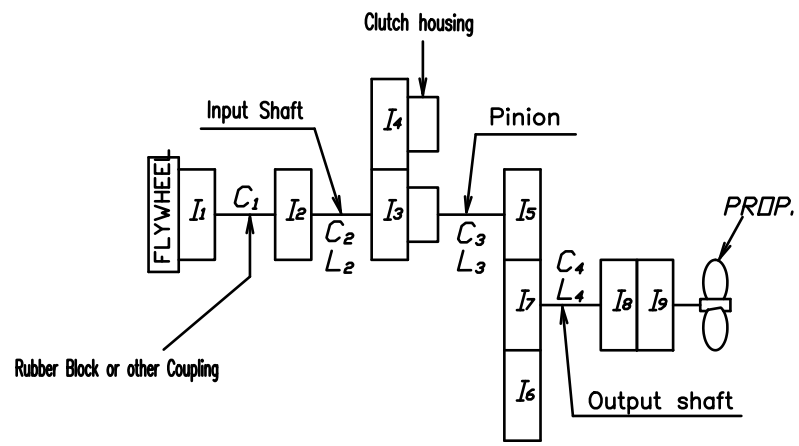 Clutch housing
Input Shaft
Pinion
PROP.
FLYWHEEL
I1
C1
I2
C2
L2
I4
I3
C3
L3
I5
I7
I6
C4
L4
I8
I9
Rubber Block or other Coupling
Output shaft